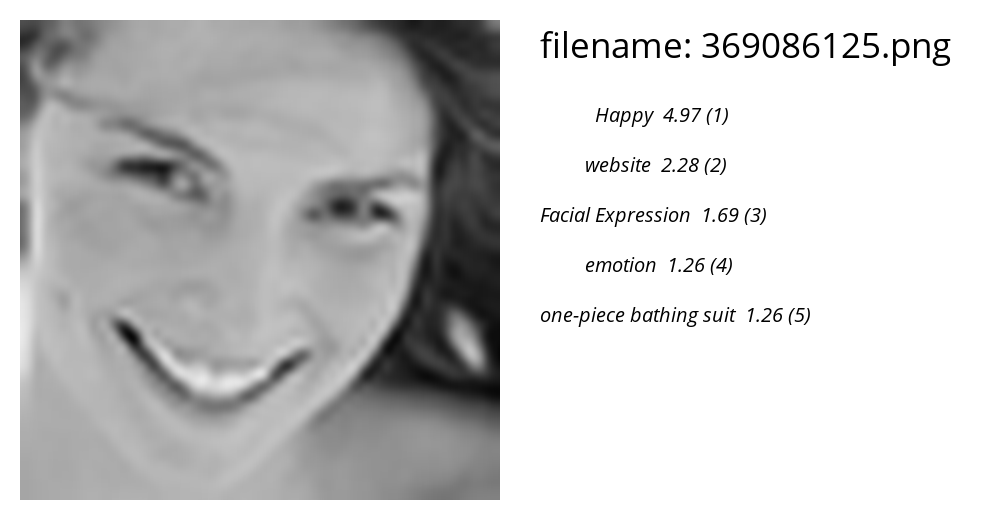 filename: 369086125.png
Happy 4.97 (1)
website 2.28 (2)
Facial Expression 1.69 (3)
emotion 1.26 (4)
one-piece bathing suit 1.26 (5)